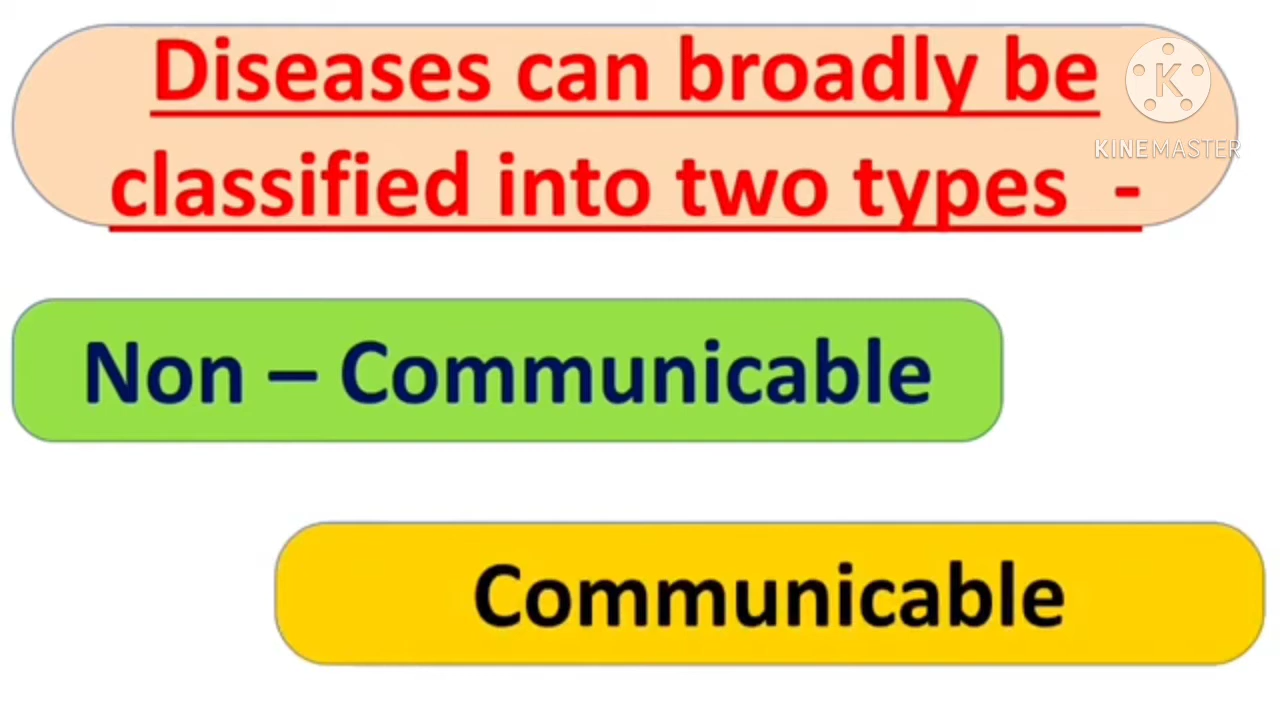 Diseases can broadly be
classified into two types -
K
KINEMASTER
Non – Communicable
Communicable